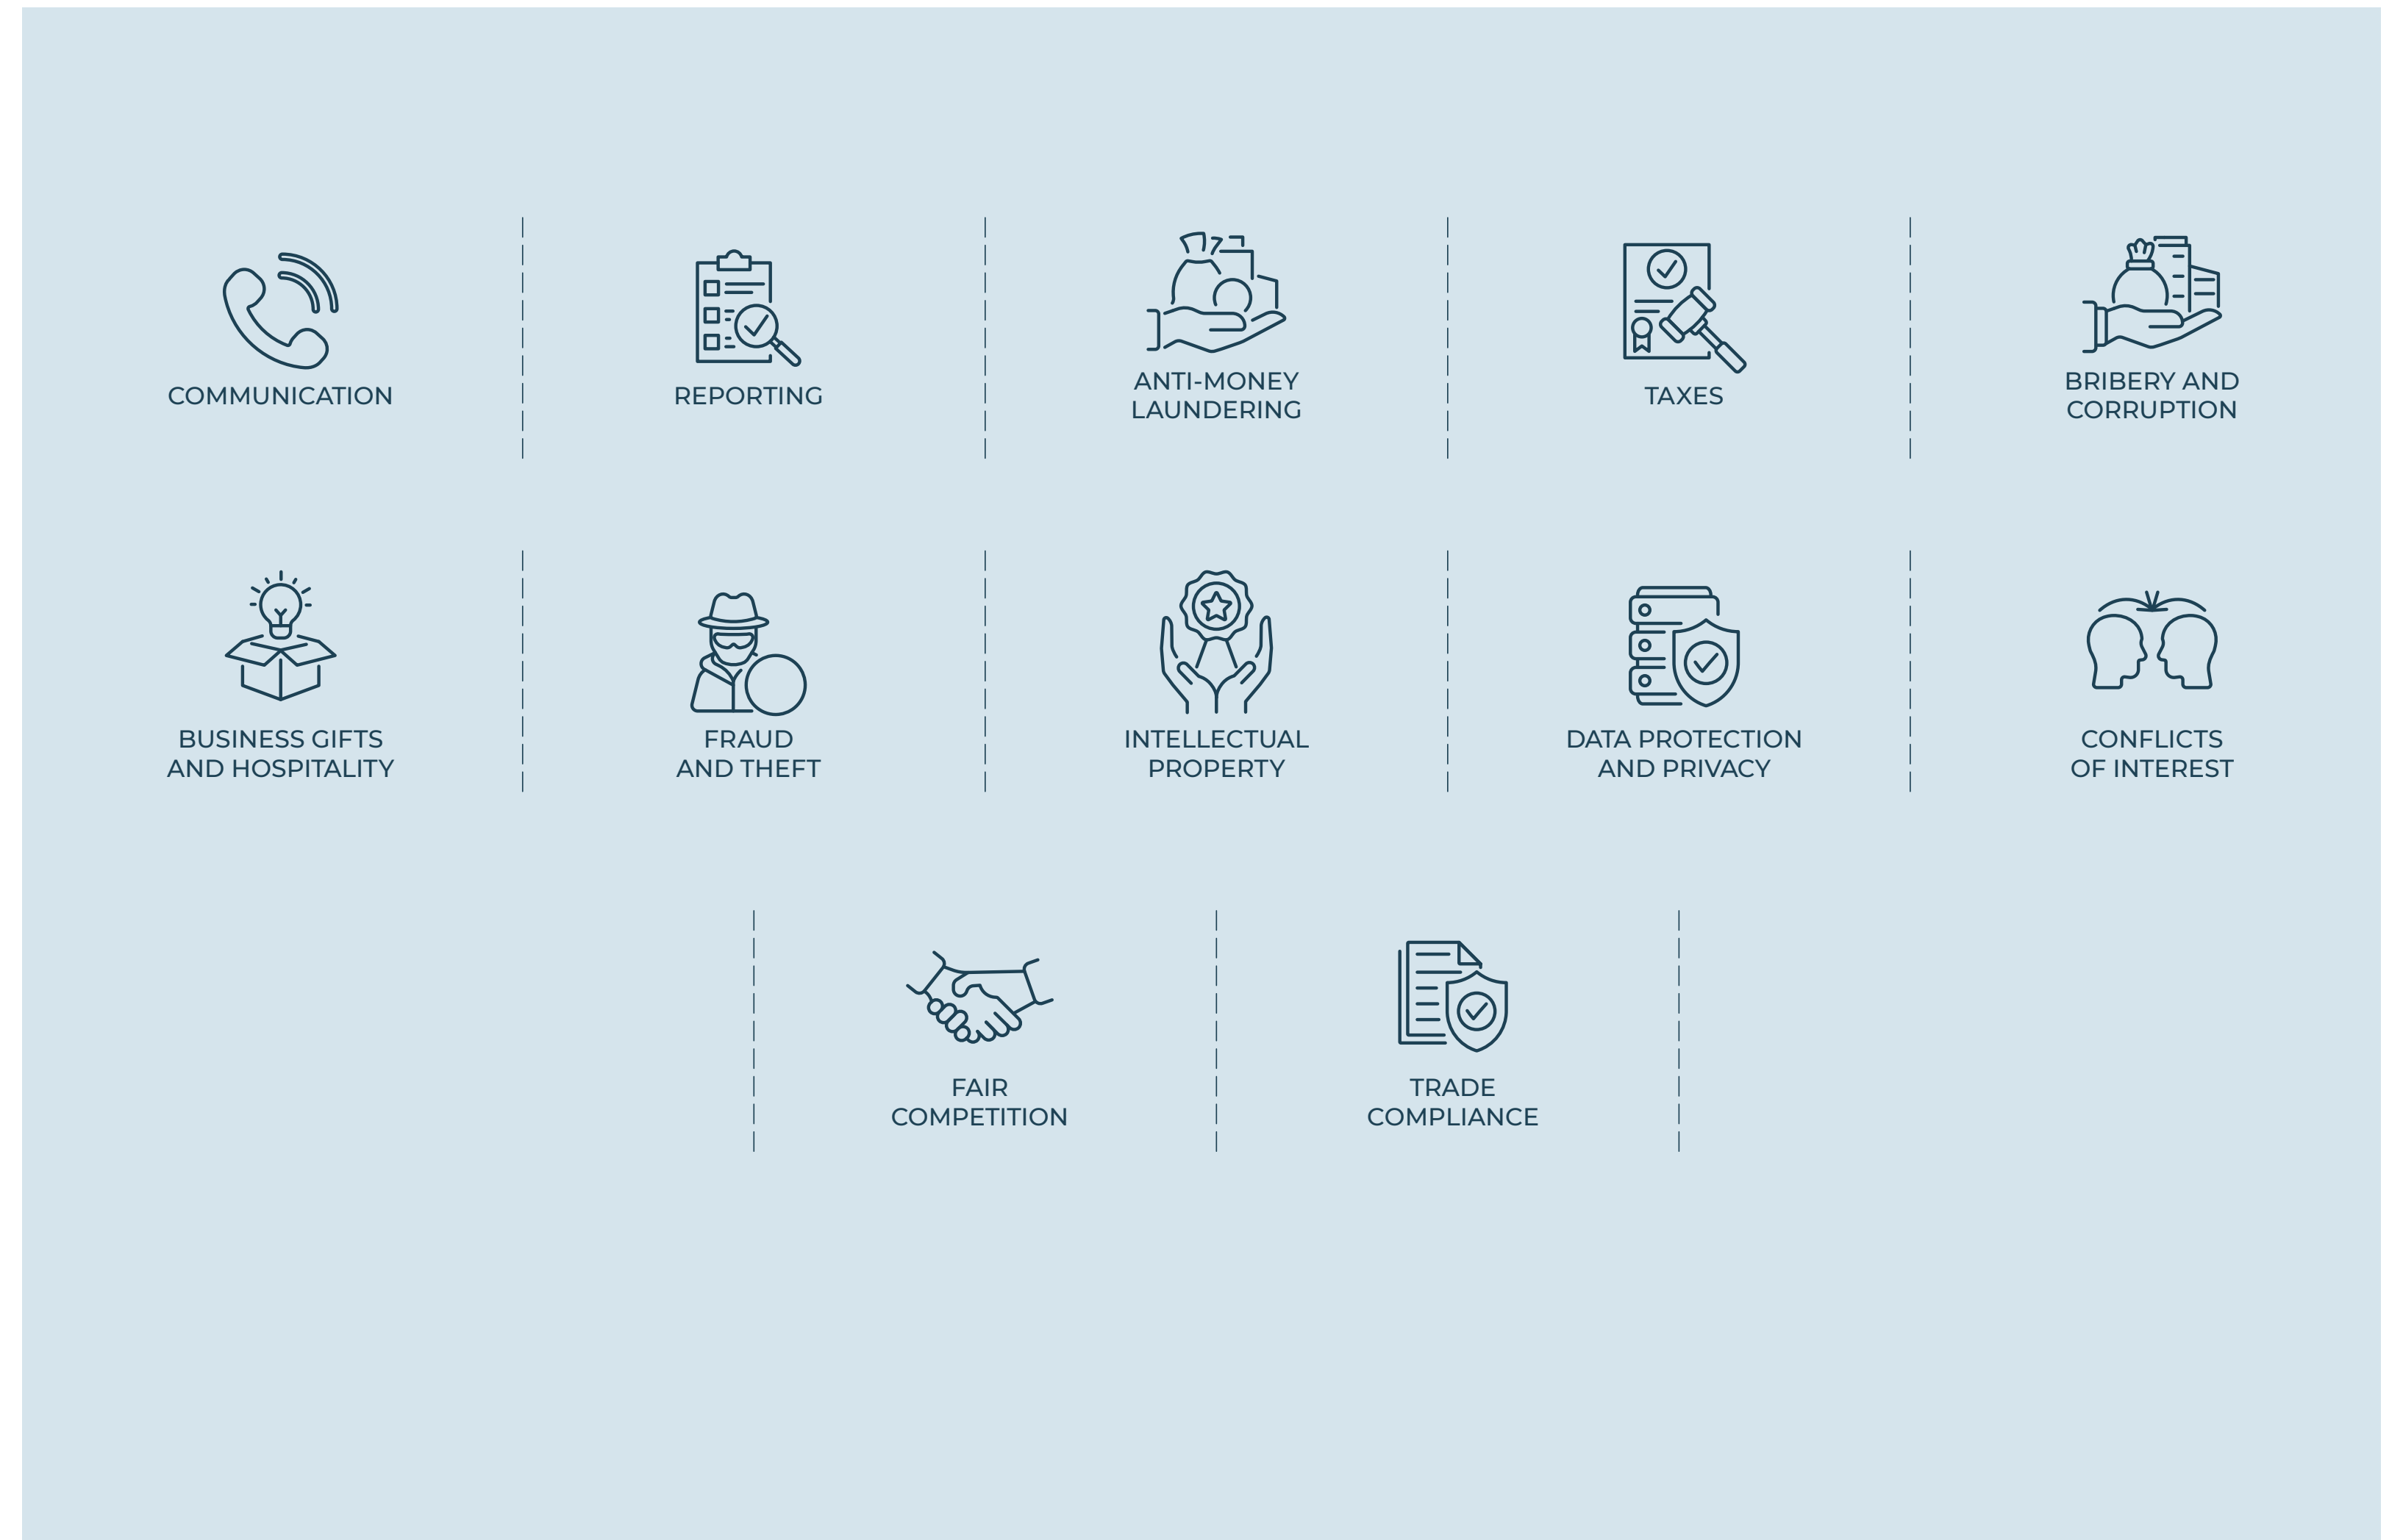 COMMUNICATION
REPORTING
ANTI-MONEY
LAUNDERING
TAXES
BRIBERY AND
CORRUPTION
BUSINESS GIFTS
AND HOSPITALITY
FRAUD
AND THEFT
INTELLECTUAL
PROPERTY
DATA PROTECTION
AND PRIVACY
CONFLICTS
OF INTEREST
FAIR
COMPETITION
TRADE
COMPLIANCE